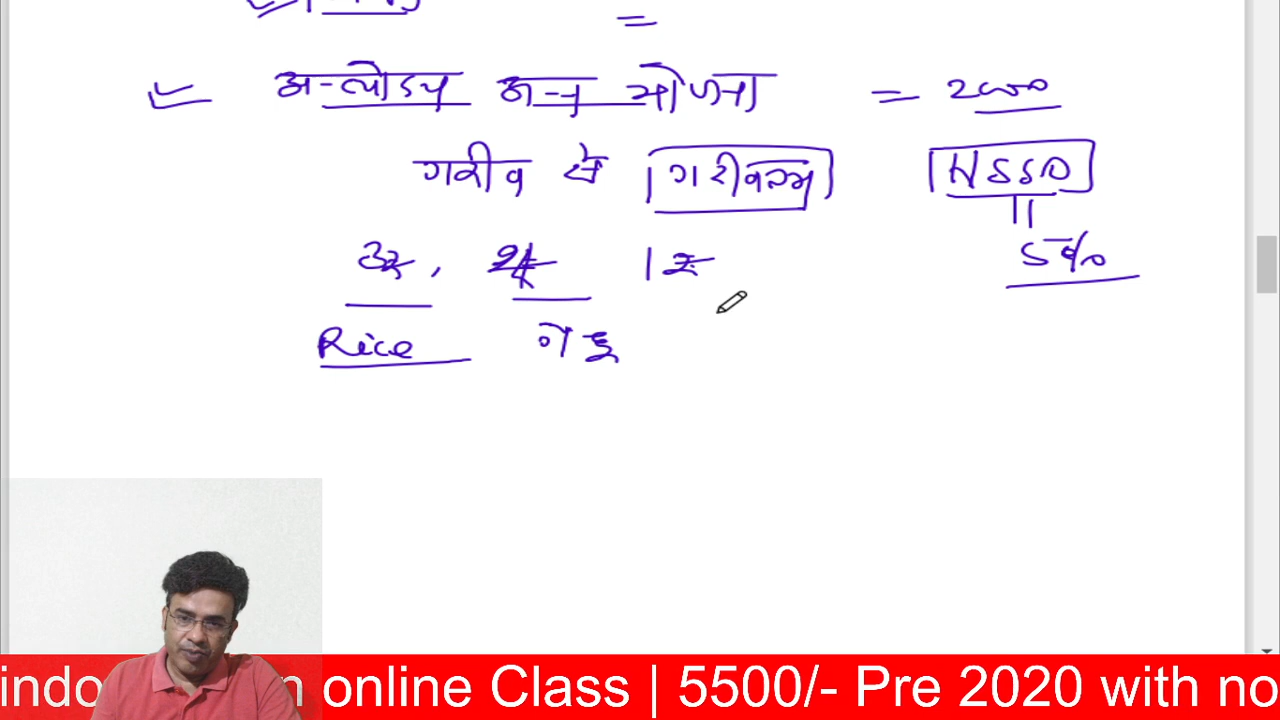 अन्त्योदय अन्न योजना = 2000
गरीब से गरीबतम NSSO
5%
3₹, 2₹ 1₹
Rice गेहू
indo n online Class | 5500/- Pre 2020 with no